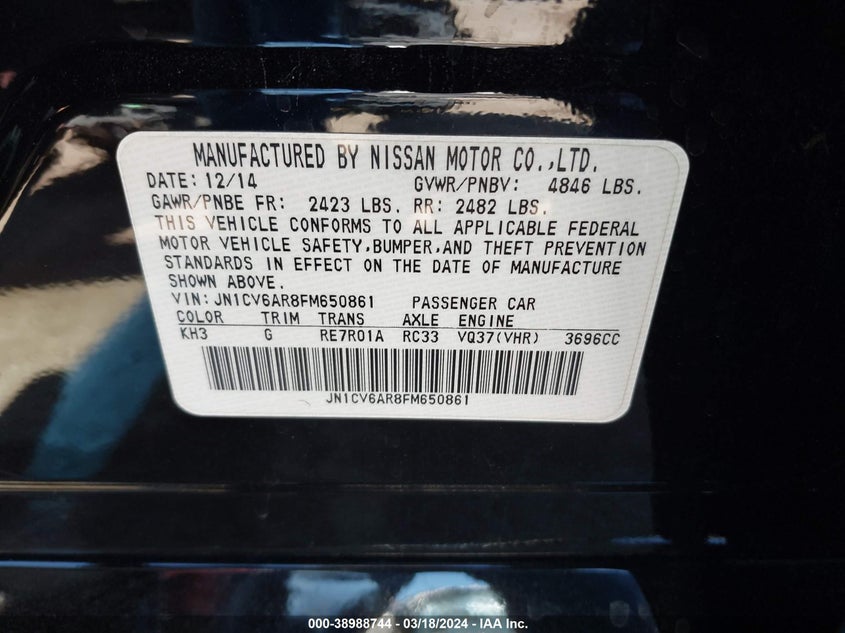 MANUFACTURED BY NISSAN MOTOR CO.,LTD.
DATE: 12/14 GVWR/PNBV: 4846 LBS.
GAWR/PNBE FR: 2423 LBS. RR: 2482 LBS.
THIS VEHICLE CONFORMS TO ALL APPLICABLE FEDERAL
MOTOR VEHICLE SAFETY,BUMPER,AND THEFT PREVENTION
STANDARDS IN EFFECT ON THE DATE OF MANUFACTURE
SHOWN ABOVE.
VIN: JN1CV6AR8FM650861 PASSENGER CAR
COLOR TRIM TRANS AXLE ENGINE
KH3 G RE7R01A RC33 VQ37(VHR) 3696CC
JN1CV6AR8FM650861
000-38988744 — 03/18/2024 — IAA Inc.